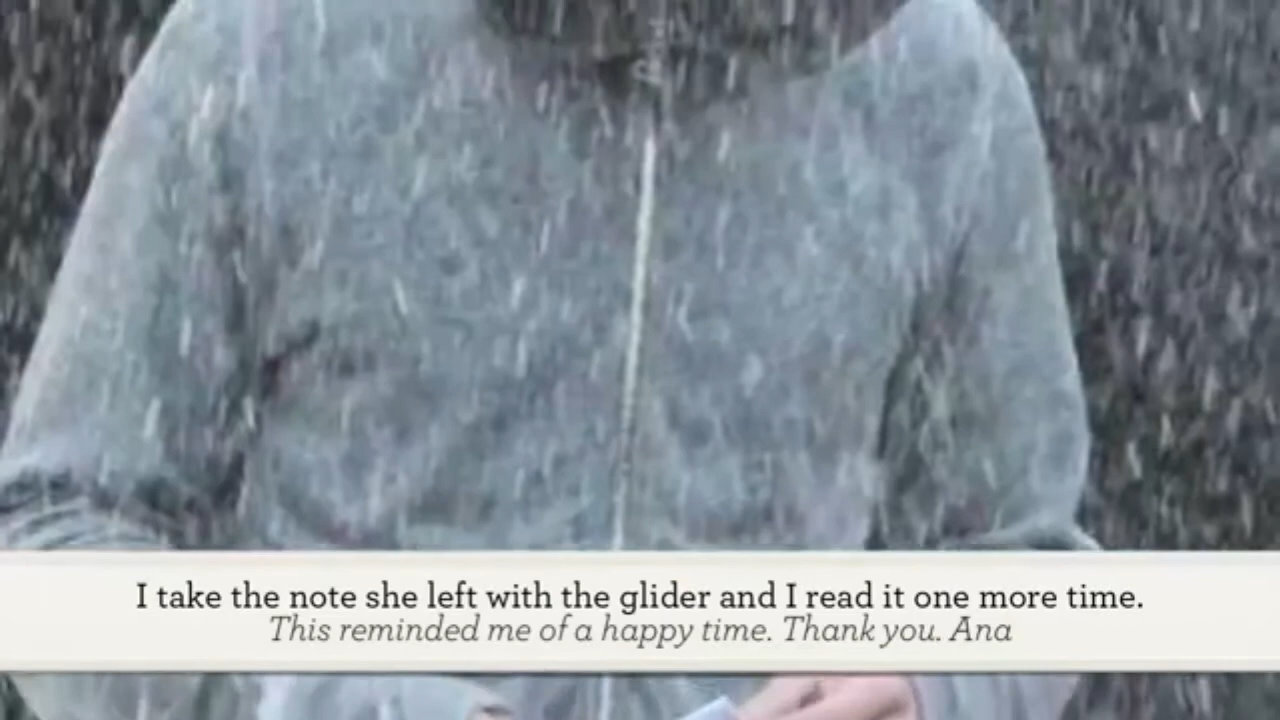 I take the note she left with the glider and I read it one more time.
This reminded me of a happy time. Thank you. Ana